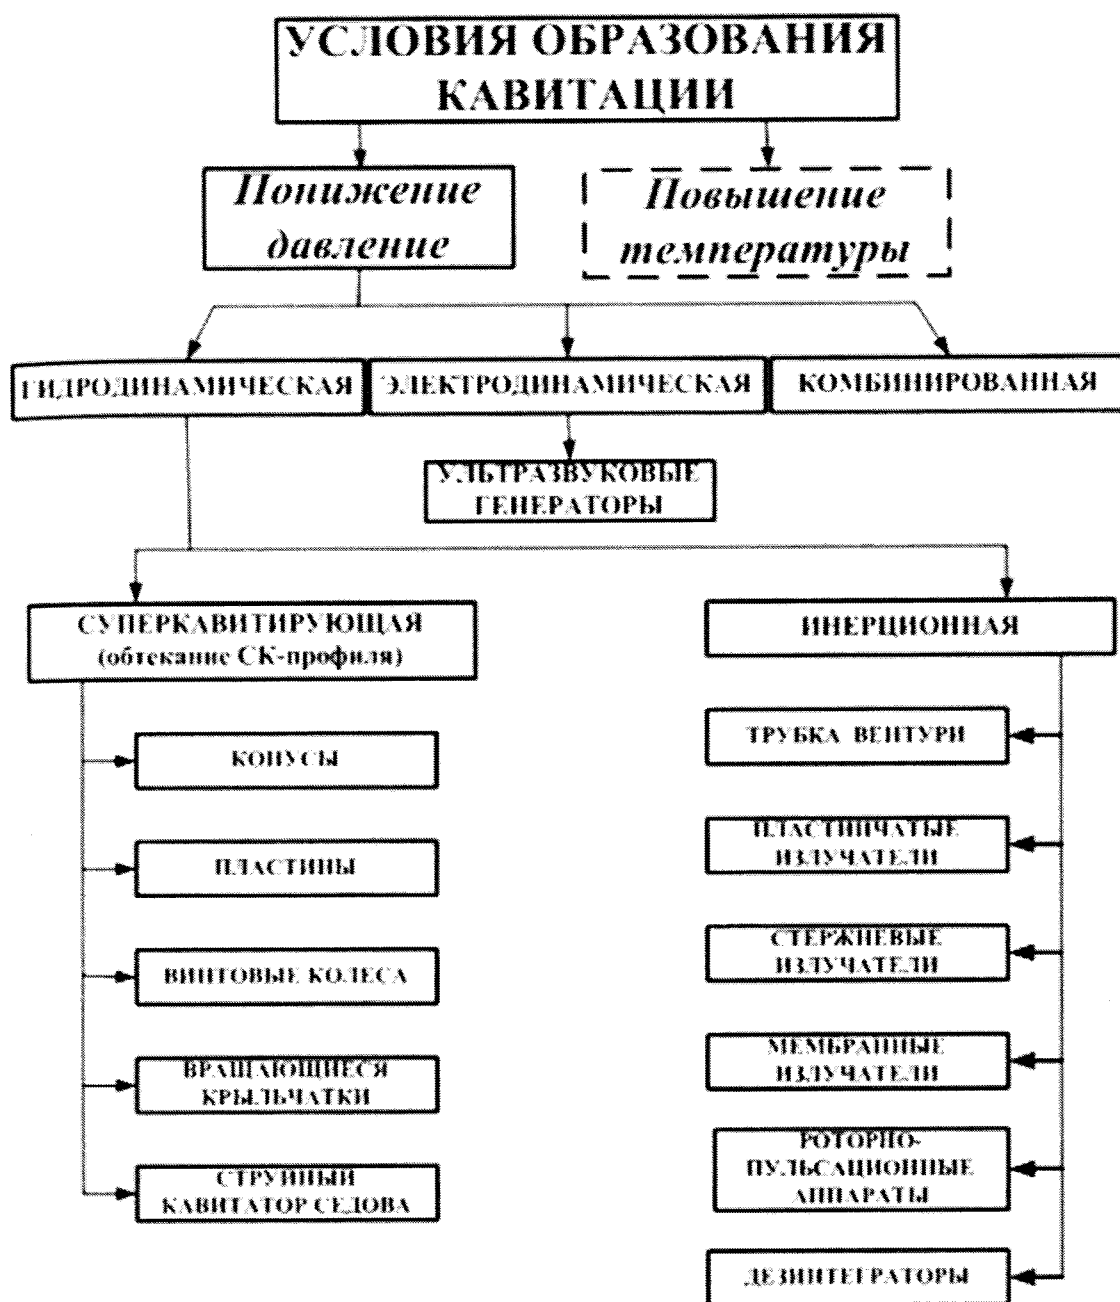 УСЛОВИЯ ОБРАЗОВАНИЯ
КАВИТАЦИИ
Понижение
давление
Повышение
температуры
ГИДРОДИНАМИЧЕСКАЯ
ЭЛЕКТРОДИНАМИЧЕСКАЯ
КОМБИНИРОВАННАЯ
УЛЬТРАЗВУКОВЫЕ
ГЕНЕРАТОРЫ
СУПЕРКАВИТИРУЮЩАЯ
(обтекание СК-профиля)
ИНЕРЦИОННАЯ
КОНУСЫ
ПЛАСТИНЫ
ВИНТОВЫЕ КОЛЕСА
ВРАЩАЮЩИЕСЯ
КРЫЛЬЧАТКИ
СТРУЙНЫЙ
КАВИТАТОР СЕДОВА
ТРУБКА ВЕНТУРИ
ПЛАСТИНЧАТЫЕ
ИЗЛУЧАТЕЛИ
СТЕРЖНЕВЫЕ
ИЗЛУЧАТЕЛИ
МЕМБРАННЫЕ
ИЗЛУЧАТЕЛИ
РОТОРНО-
ПУЛЬСАЦИОННЫЕ
АППАРАТЫ
ДЕЗИНТЕГРАТОРЫ